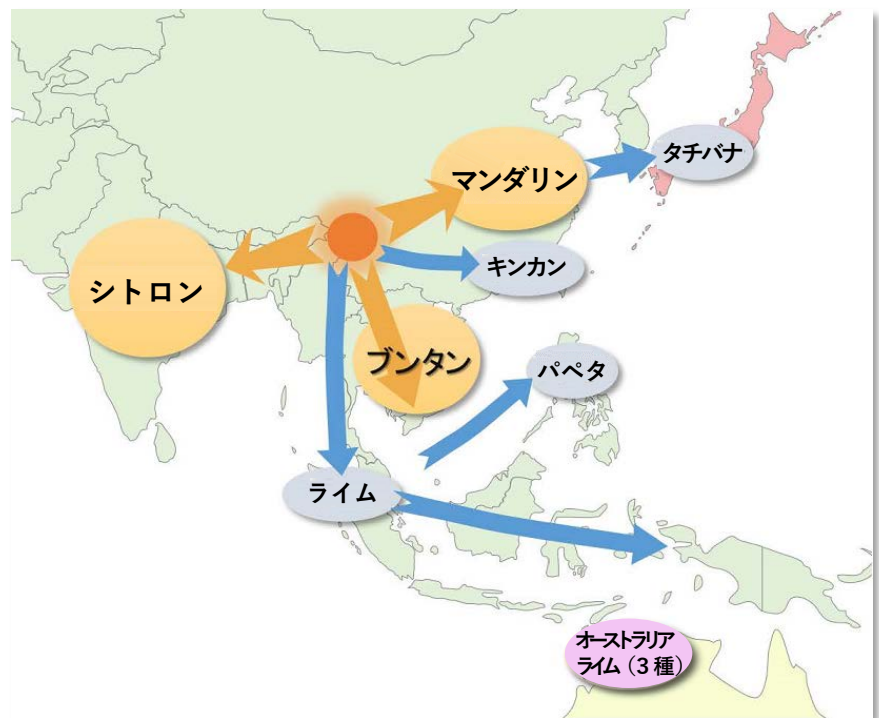 タチバナ
マンダリン
キンカン
シトロン
ブンタン
パペタ
ライム
オーストラリア
ライム（3種）